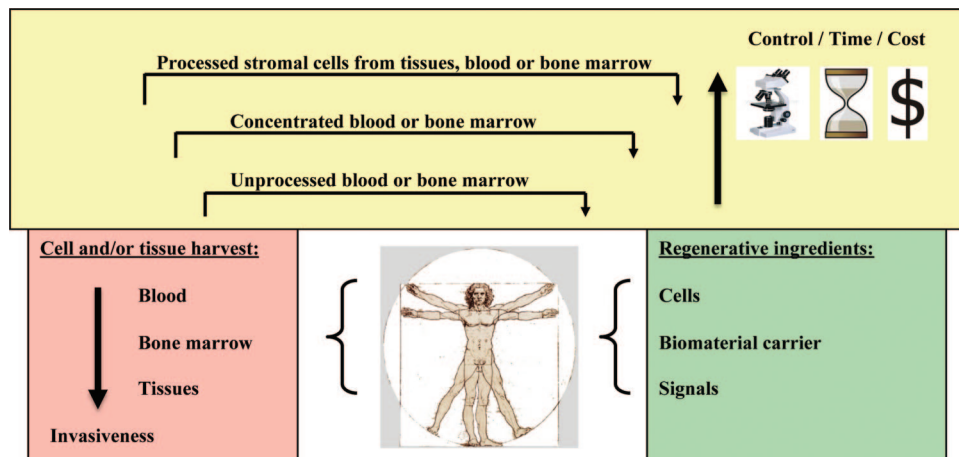 Control / Time / Cost
Processed stromal cells from tissues, blood or bone marrow
$
Concentrated blood or bone marrow
Unprocessed blood or bone marrow
Cell and/or tissue harvest:
Blood
Bone marrow
Tissues
Invasiveness
Regenerative ingredients:
Cells
Biomaterial carrier
Signals